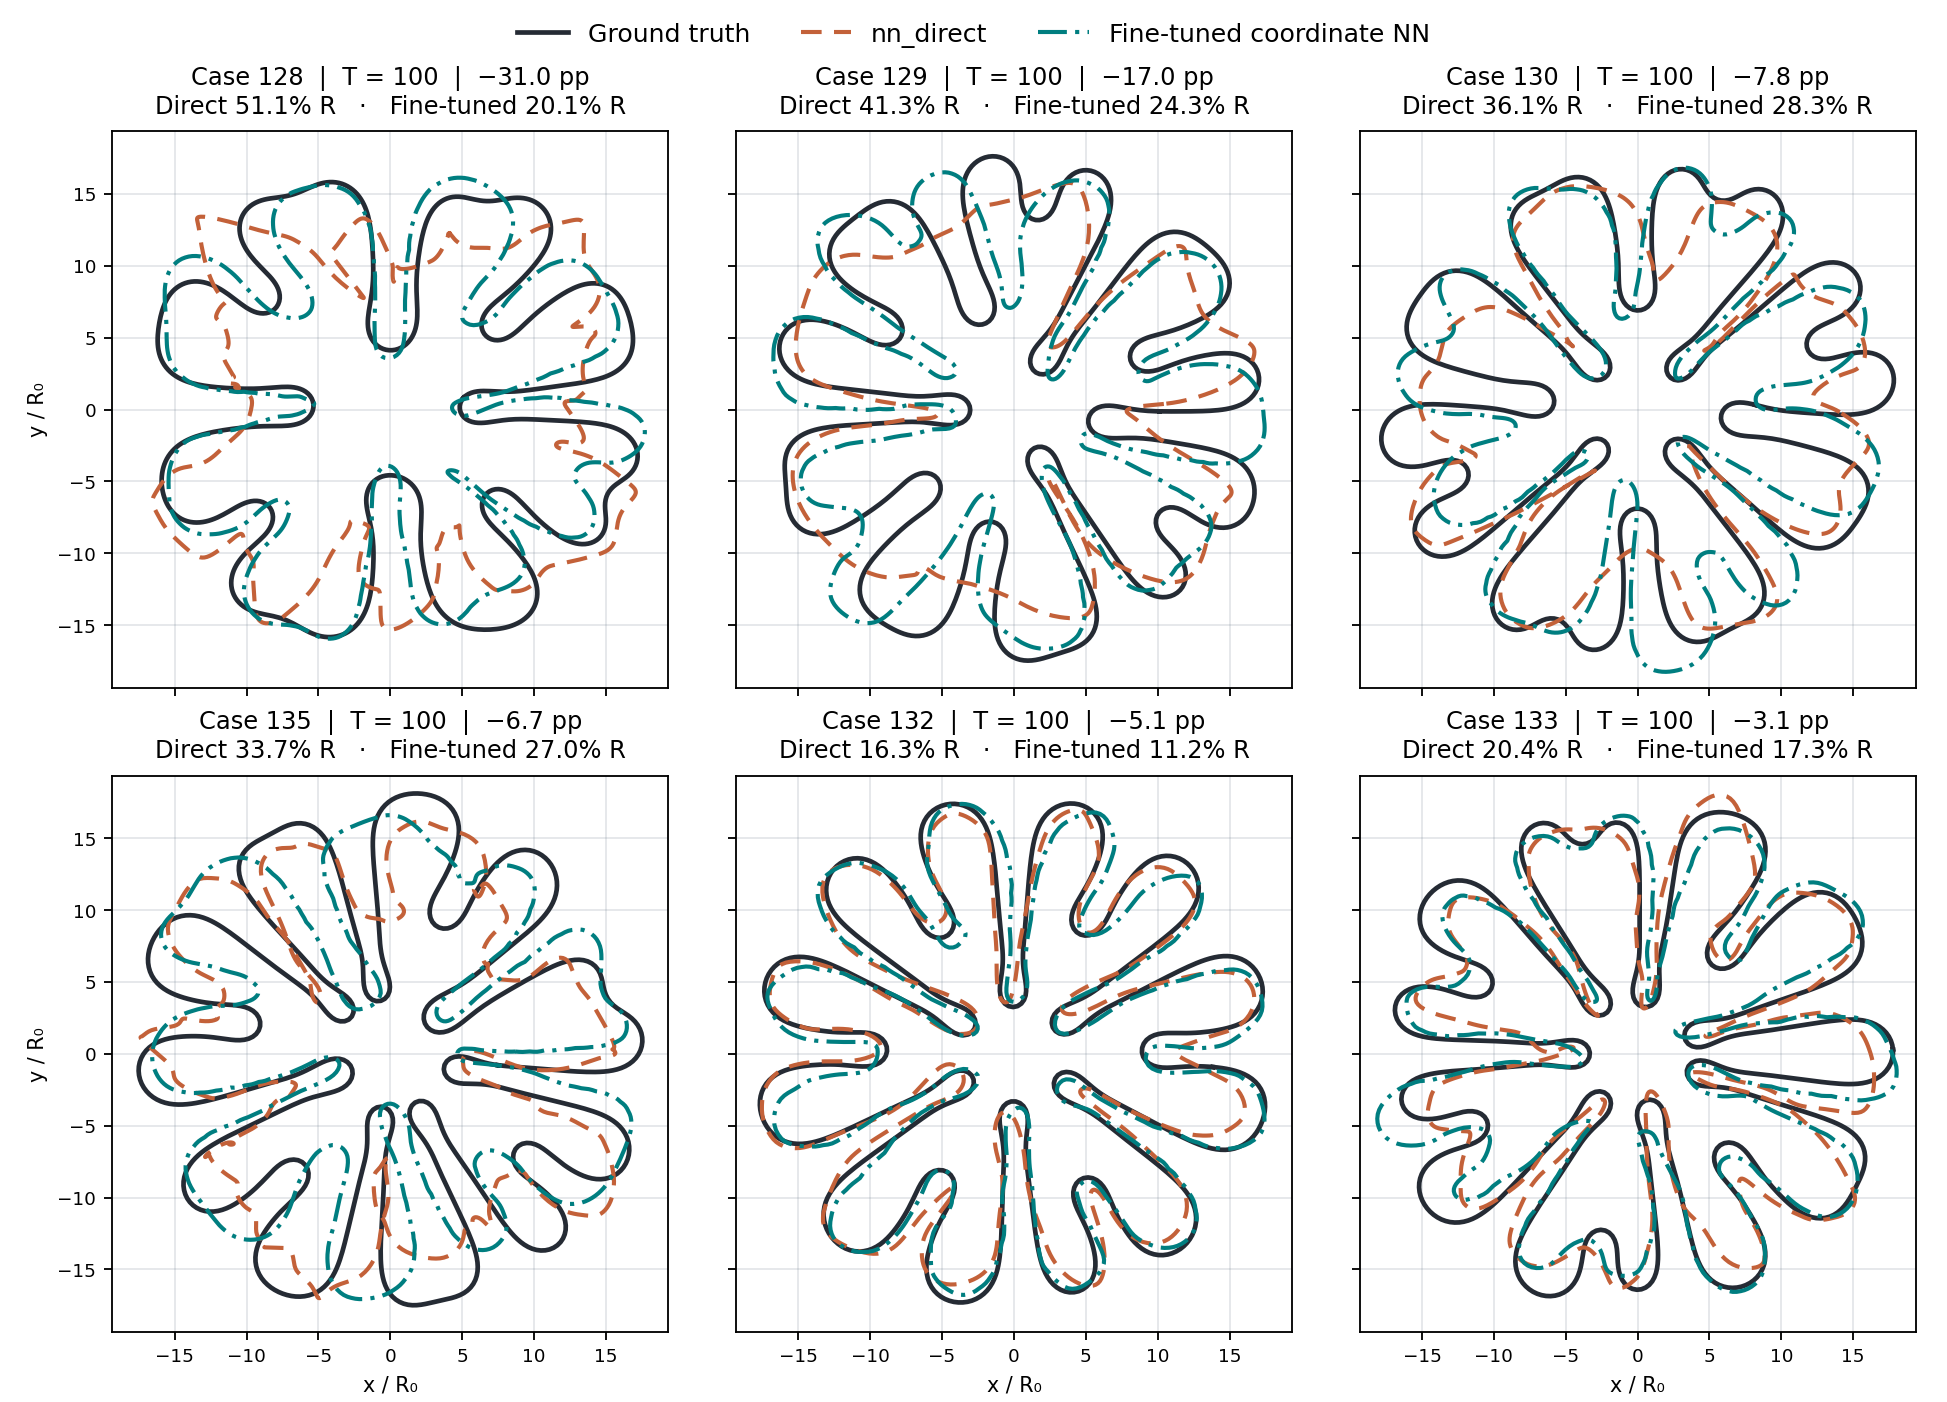 Ground truth   nn_direct   Fine-tuned coordinate NN
Case 128 | T = 100 | −31.0 pp
Direct 51.1% R · Fine-tuned 20.1% R
Case 129 | T = 100 | −17.0 pp
Direct 41.3% R · Fine-tuned 24.3% R
Case 130 | T = 100 | −7.8 pp
Direct 36.1% R · Fine-tuned 28.3% R
15
10
5
0
−5
−10
−15
y / R₀
Case 135 | T = 100 | −6.7 pp
Direct 33.7% R · Fine-tuned 27.0% R
Case 132 | T = 100 | −5.1 pp
Direct 16.3% R · Fine-tuned 11.2% R
Case 133 | T = 100 | −3.1 pp
Direct 20.4% R · Fine-tuned 17.3% R
15
10
5
0
−5
−10
−15
y / R₀
−15 −10 −5 0 5 10 15
−15 −10 −5 0 5 10 15
−15 −10 −5 0 5 10 15
x / R₀
x / R₀
x / R₀